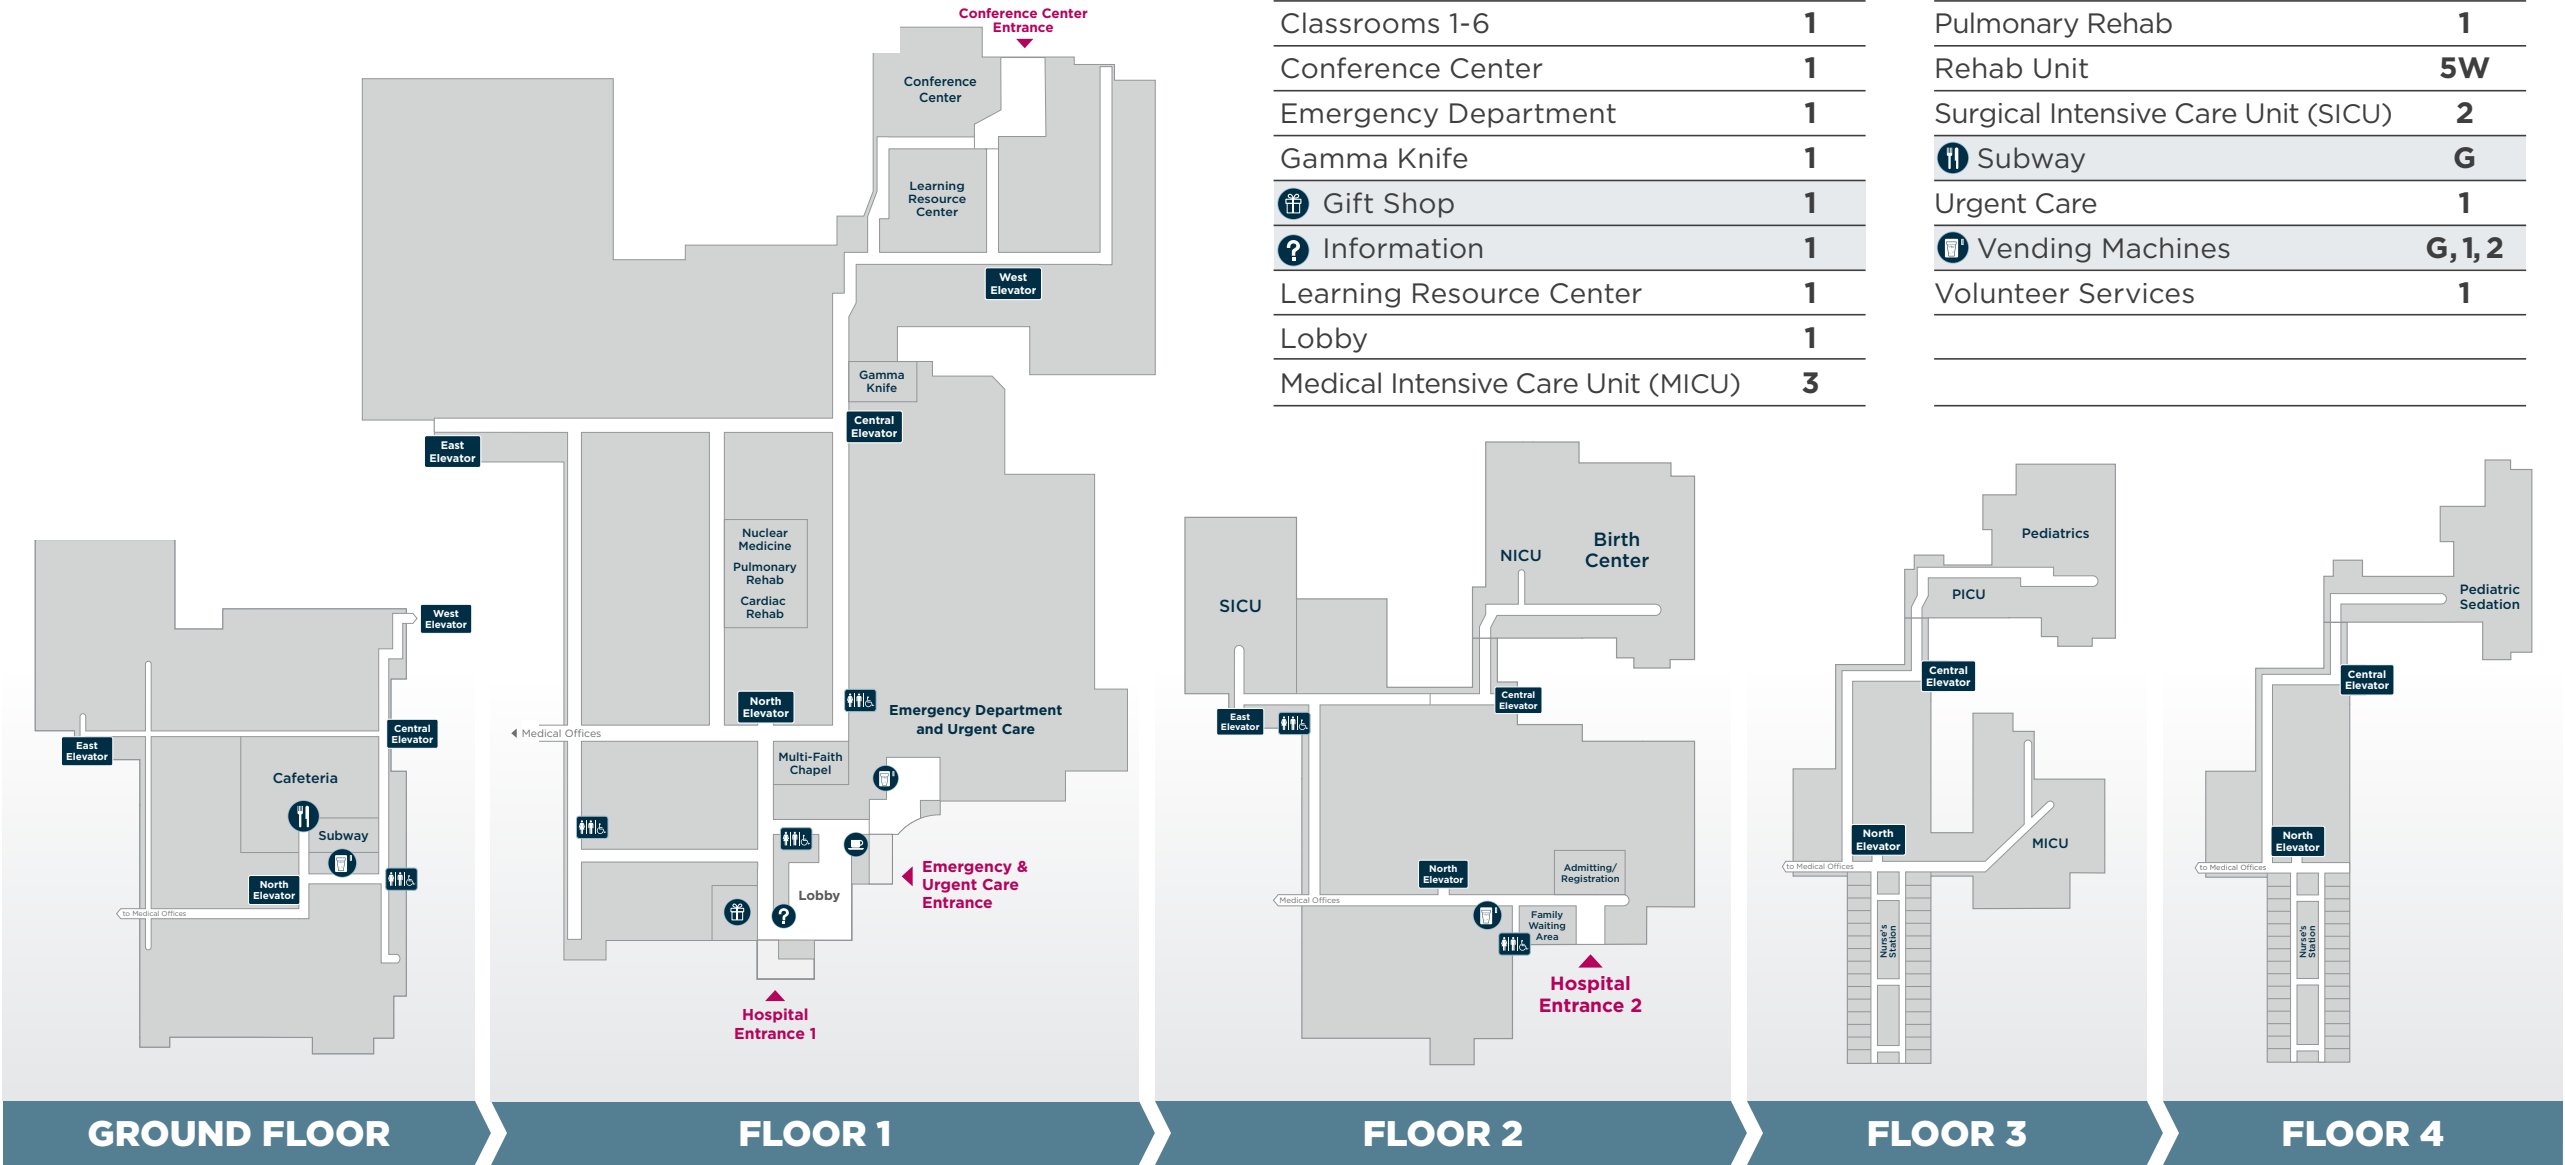 Classrooms 1-6 1
Conference Center 1
Emergency Department 1
Gamma Knife 1
Gift Shop 1
? Information 1
Learning Resource Center 1
Lobby 1
Medical Intensive Care Unit (MICU) 3
Pulmonary Rehab 1
Rehab Unit 5W
Surgical Intensive Care Unit (SICU) 2
Subway G
Urgent Care 1
Vending Machines G, 1, 2
Volunteer Services 1
West
Elevator
Central
Elevator
East
Elevator
Cafeteria
Subway
North
Elevator
to Medical Offices
GROUND FLOOR
Conference Center
Entrance
Conference
Center
Learning
Resource
Center
West
Elevator
Gamma
Knife
Central
Elevator
East
Elevator
Nuclear
Medicine
Pulmonary
Rehab
Cardiac
Rehab
North
Elevator
Emergency Department
and Urgent Care
Medical Offices
Multi-Faith
Chapel
Emergency &
Urgent Care
Entrance
Lobby
?
Hospital
Entrance 1
FLOOR 1
Birth
Center
NICU
SICU
Central
Elevator
East
Elevator
North
Elevator
Admitting/
Registration
Medical Offices
Family
Waiting
Area
Hospital
Entrance 2
FLOOR 2
Pediatrics
PICU
Central
Elevator
North
Elevator
MICU
to Medical Offices
Nurse's
Station
FLOOR 3
Pediatric
Sedation
Central
Elevator
North
Elevator
to Medical Offices
Nurse's
Station
FLOOR 4